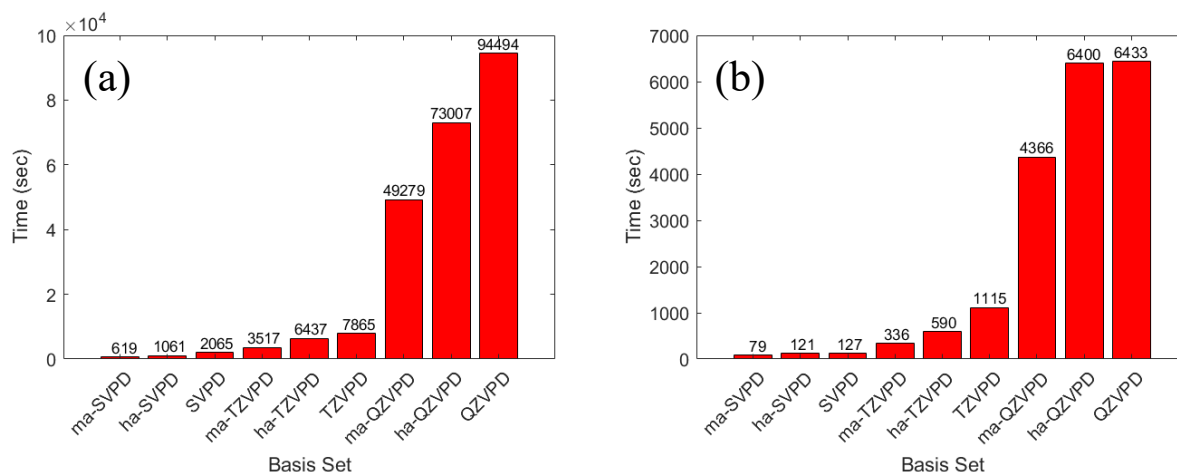 ×10⁴
(a)
Time (sec)
10
8
6
4
2
0
619
1061
2065
3517
6437
7865
49279
73007
94494
ma-SVPD
ha-SVPD
SVPD
ma-TZVPD
ha-TZVPD
TZVPD
ma-QZVPD
ha-QZVPD
QZVPD
Basis Set
(b)
Time (sec)
7000
6000
5000
4000
3000
2000
1000
0
79
121
127
336
590
1115
4366
6400
6433
ma-SVPD
ha-SVPD
SVPD
ma-TZVPD
ha-TZVPD
TZVPD
ma-QZVPD
ha-QZVPD
QZVPD
Basis Set